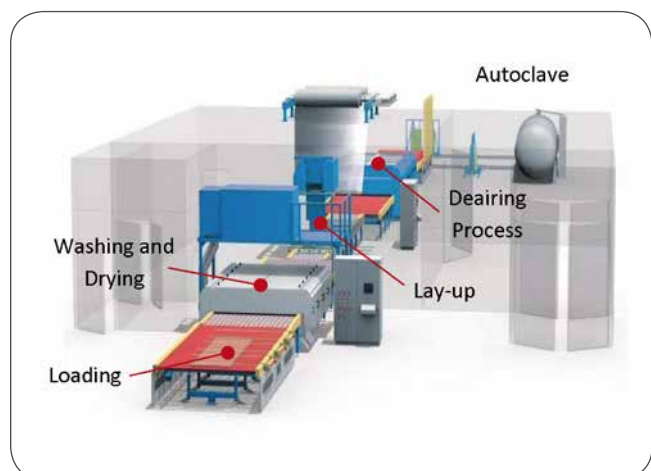 Autoclave
Deairing
Process
Washing and
Drying
Lay-up
Loading